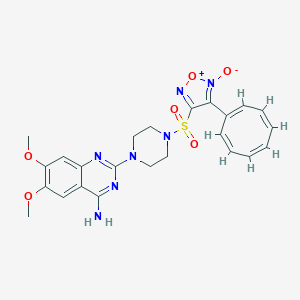 O⁺ O⁻
N N
H H
O N H
S H
O N O H H
O N N H H
O N
NH₂